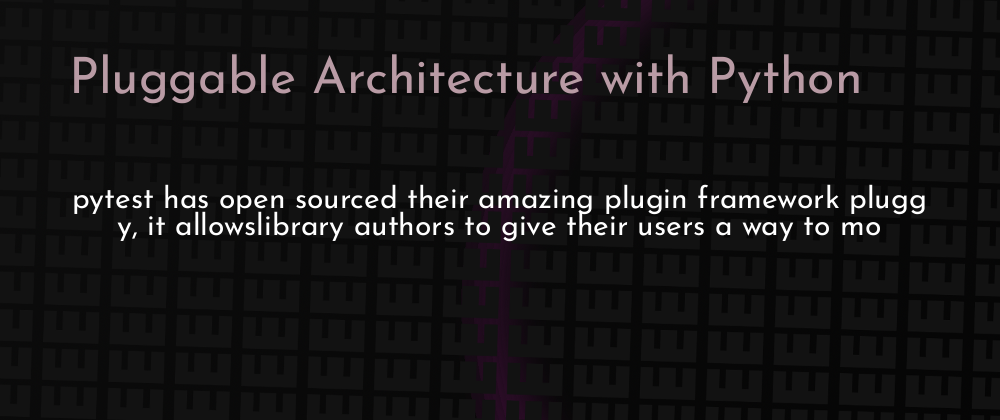 Pluggable Architecture with Python
pytest has open sourced their amazing plugin framework plugg
y, it allowslibrary authors to give their users a way to mo